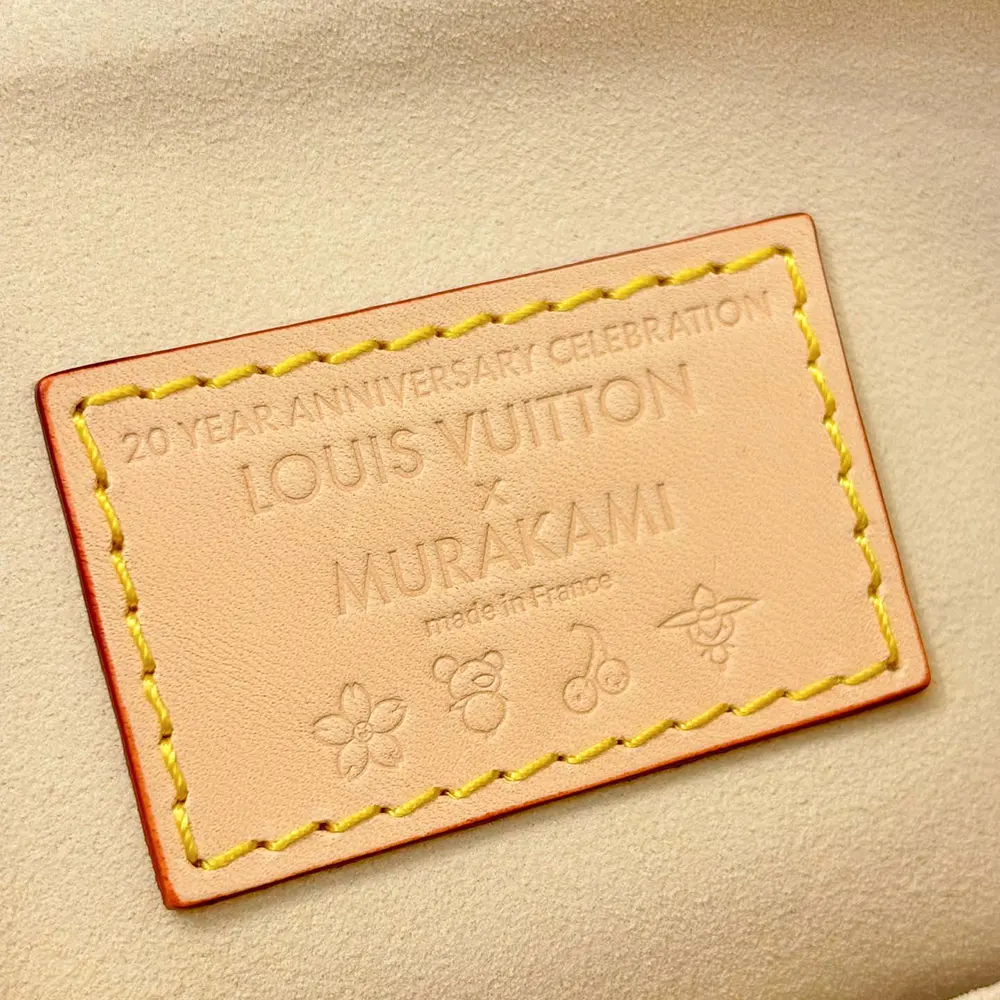 20 YEAR ANNIVERSARY CELEBRATION
LOUIS VUITTON
x
MURAKAMI
made in France